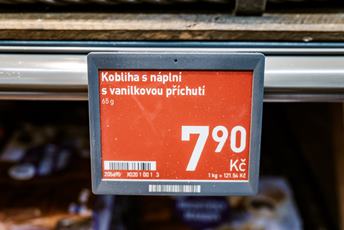 Kobliha s náplní
s vanilkovou příchutí
65 g
7 90
Kč
1 kg = 121.54 Kč